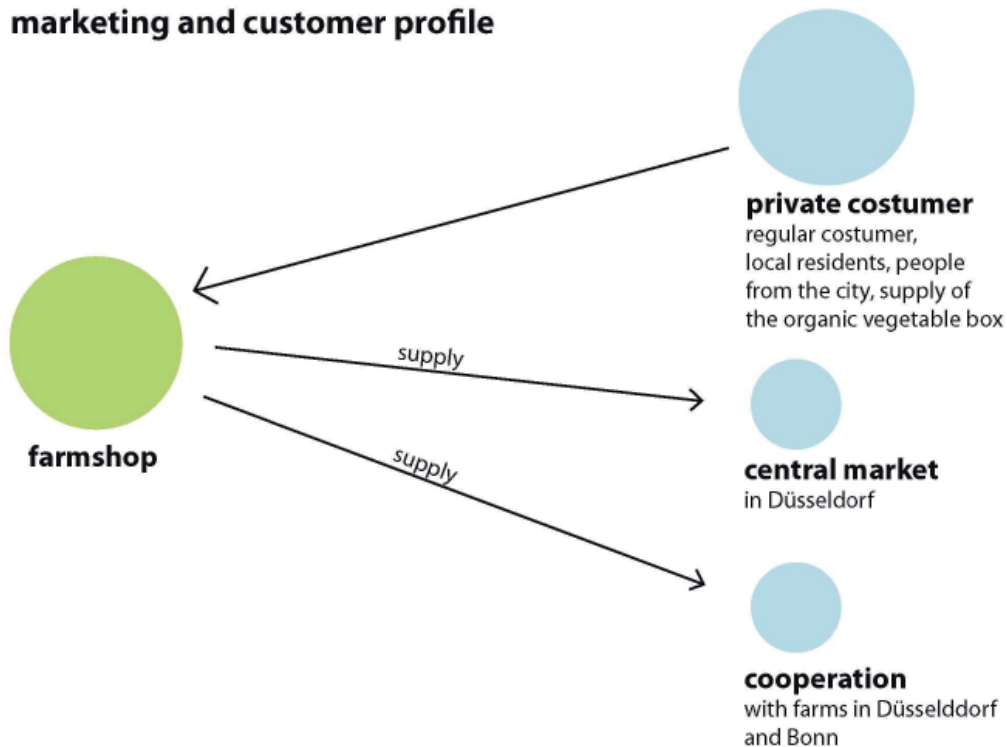 marketing and customer profile
private costumer
regular costumer,
local residents, people
from the city, supply of
the organic vegetable box
supply
farmshop
central market
in Düsseldorf
supply
cooperation
with farms in Düsselddorf
and Bonn